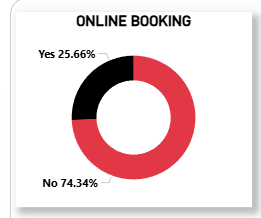 ONLINE BOOKING
Yes 25.66%
No 74.34%